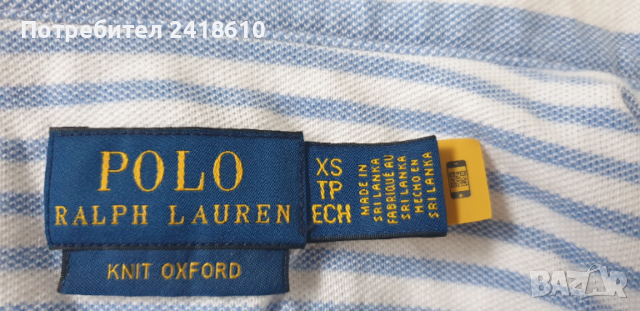 Потребител 2418610
POLO
RALPH LAUREN
KNIT OXFORD
XS
TP
ECH
MADE IN
SRI LANKA
FABRIQUÉ AU
SRI LANKA
HECHO EN
SRI LANKA
BAZAR